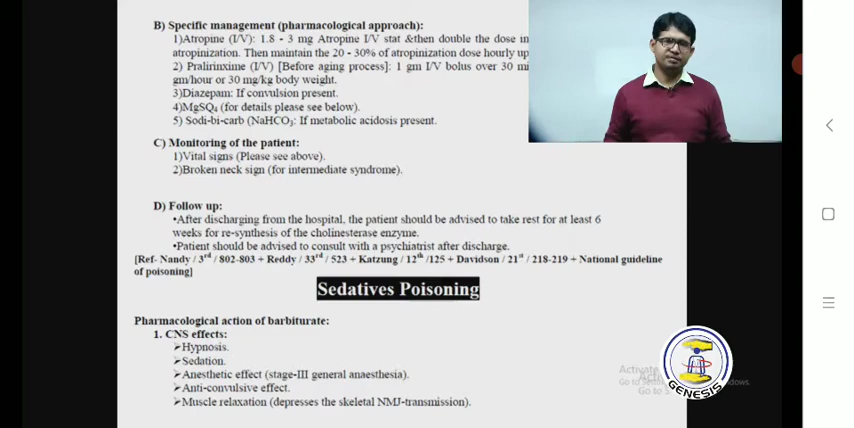 B) Specific management (pharmacological approach):
1)Atropine (I/V): 1.8 - 3 mg Atropine I/V stat &then double the dose in
atropinization. Then maintain the 20 - 30% of atropinization dose hourly up
2) Pralirinxime (I/V) [Before aging process]: 1 gm I/V bolus over 30 mi
gm/hour or 30 mg/kg body weight.
3)Diazepam: If convulsion present.
4)MgSQ₄ (for details please see below).
5) Sodi-bi-carb (NaHCO₃: If metabolic acidosis present.
C) Monitoring of the patient:
1)Vital signs (Please see above).
2)Broken neck sign (for intermediate syndrome).
D) Follow up:
•After discharging from the hospital, the patient should be advised to take rest for at least 6
weeks for re-synthesis of the cholinesterase enzyme.
•Patient should be advised to consult with a psychiatrist after discharge.
[Ref- Nandy / 3rd / 802-803 + Reddy / 33rd / 523 + Katzung / 12th /125 + Davidson / 21st / 218-219 + National guideline
of poisoning]
Sedatives Poisoning
Pharmacological action of barbiturate:
1. CNS effects:
➢Hypnosis.
➢Sedation.
➢Anesthetic effect (stage-III general anaesthesia).
➢Anti-convulsive effect.
➢Muscle relaxation (depresses the skeletal NMJ-transmission).
Activate
Go to
GENESIS